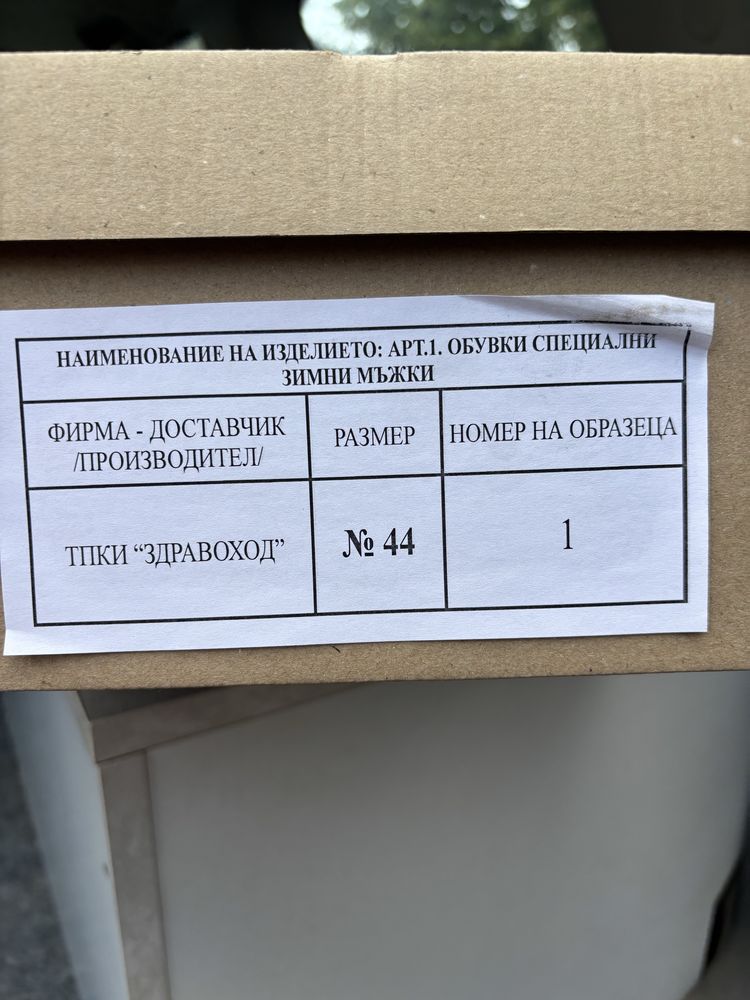 НАИМЕНОВАНИЕ НА ИЗДЕЛИЕТО: АРТ.1. ОБУВКИ СПЕЦИАЛНИ
ЗИМНИ МЪЖКИ
ФИРМА - ДОСТАВЧИК
/ПРОИЗВОДИТЕЛ/
РАЗМЕР
НОМЕР НА ОБРАЗЕЦА
ТПКИ “ЗДРАВОХОД”
№ 44
1